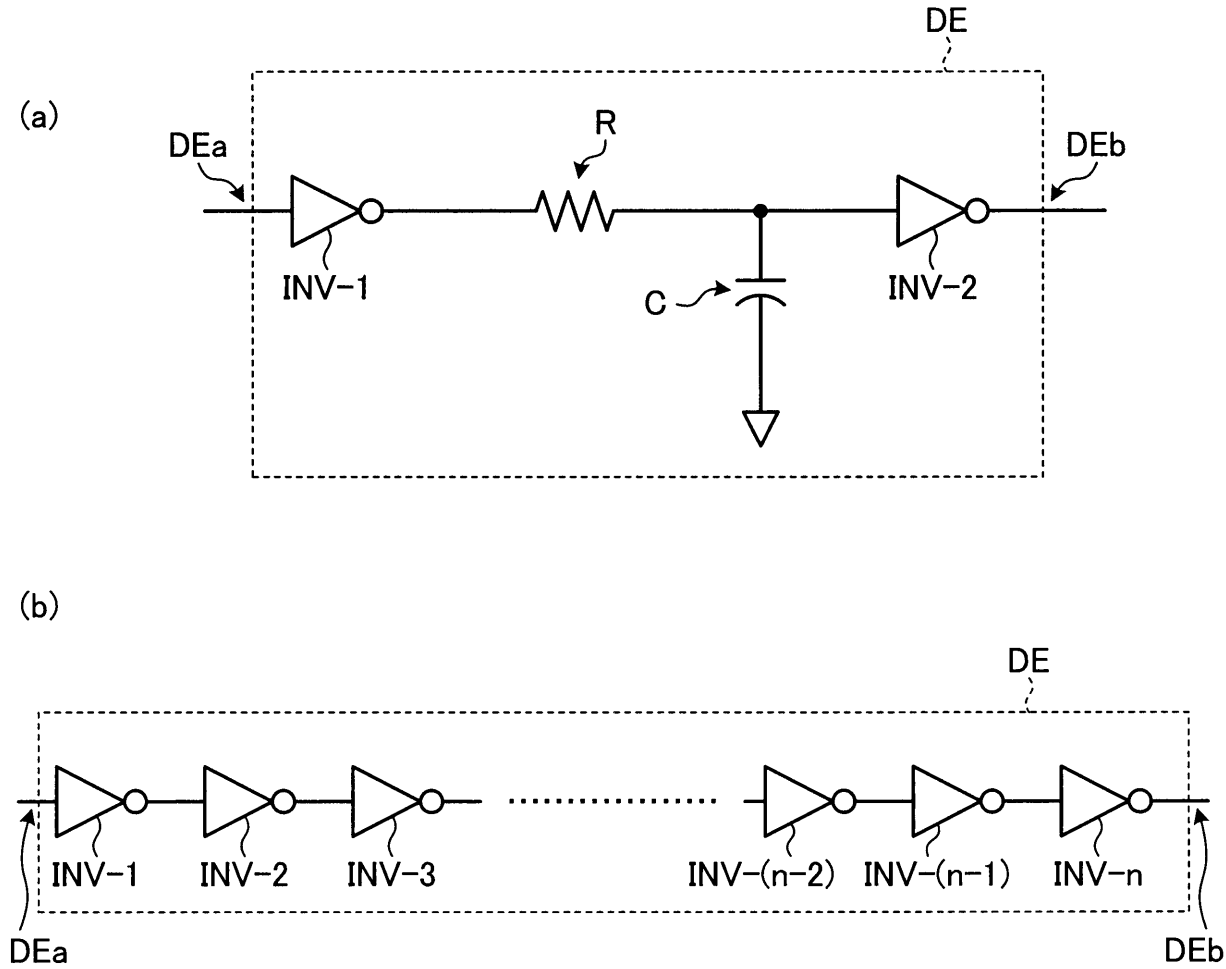 DE
(a)
R
DEa
DEb
INV-1
INV-2
C
(b)
DE
INV-1 INV-2 INV-3 INV-(n-2) INV-(n-1) INV-n
DEa
DEb